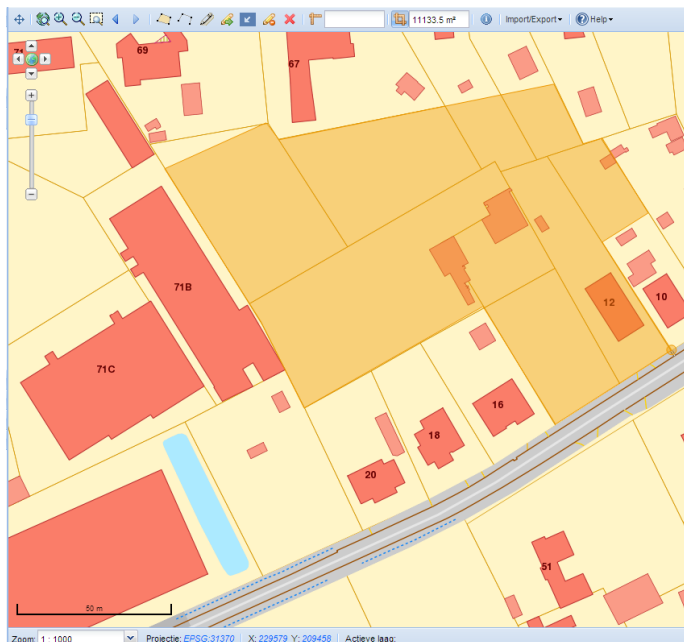 11133.5 m² Import/Export Help
71 69 67
71B
12 10
71C
16
18
20
51
50 m
Zoom: 1 : 1000 Projectie: EPSG:31370 X: 229579 Y: 209458 Actieve laag: